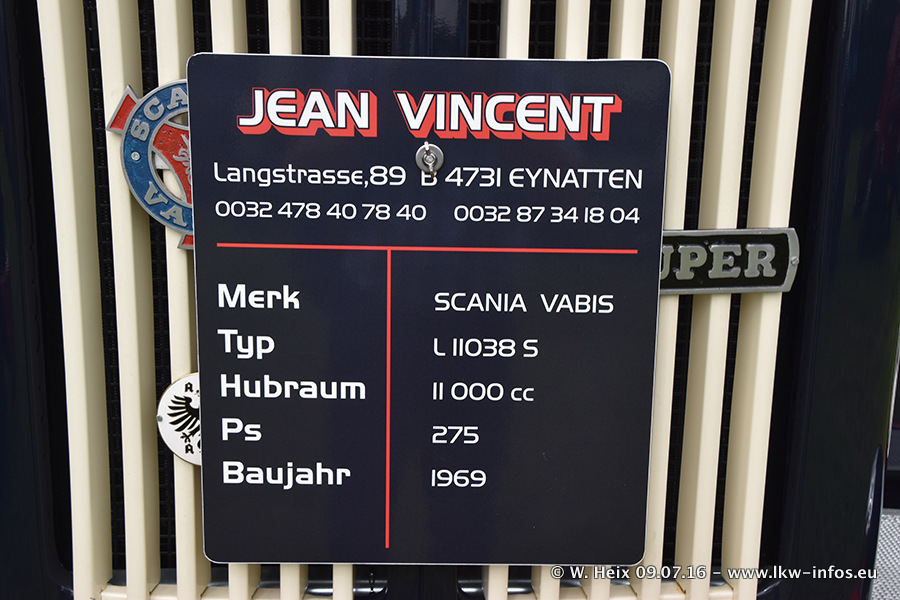 JEAN VINCENT
Langstrasse,89 B 4731 EYNATTEN
0032 478 40 78 40 0032 87 34 18 04
Merk SCANIA VABIS
Typ L 11038 S
Hubraum 11 000 cc
Ps 275
Baujahr 1969
SCA
VA
UPER
© W. Heix 09.07.16 – www.lkw-infos.eu